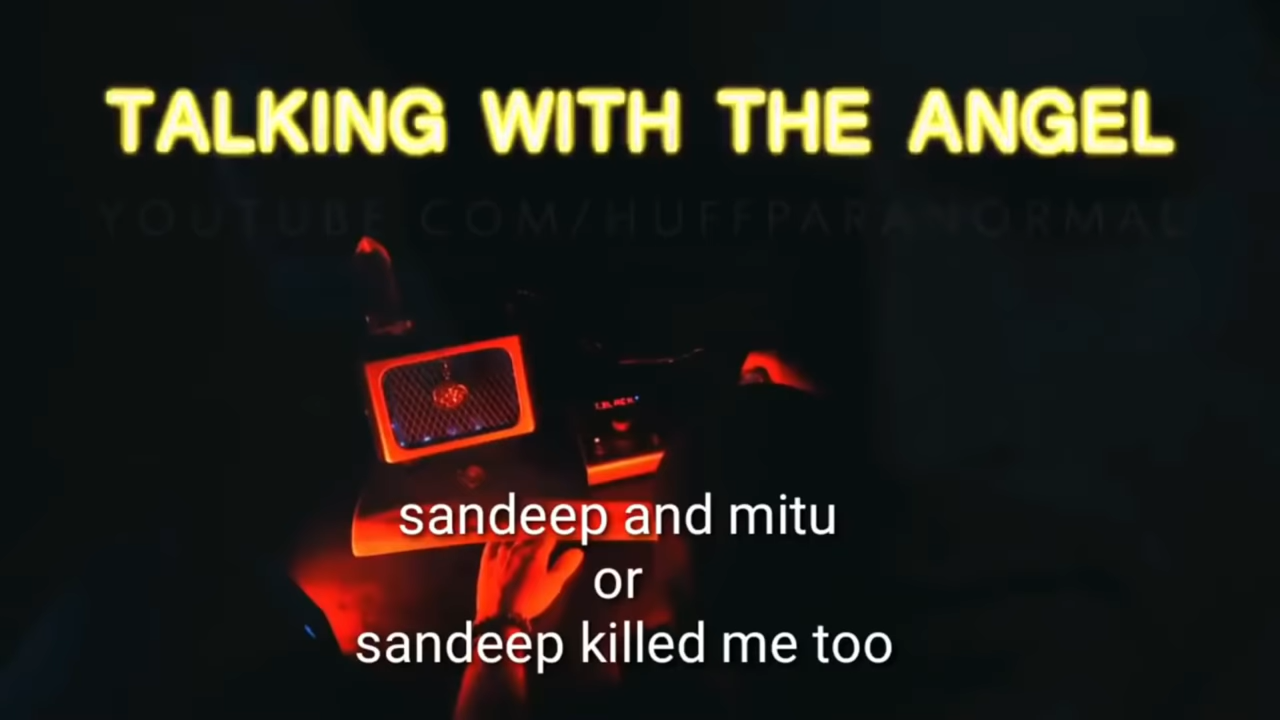 TALKING WITH THE ANGEL
YOUTUBE.COM/HUFFPARANORMAL
sandeep and mitu
or
sandeep killed me too